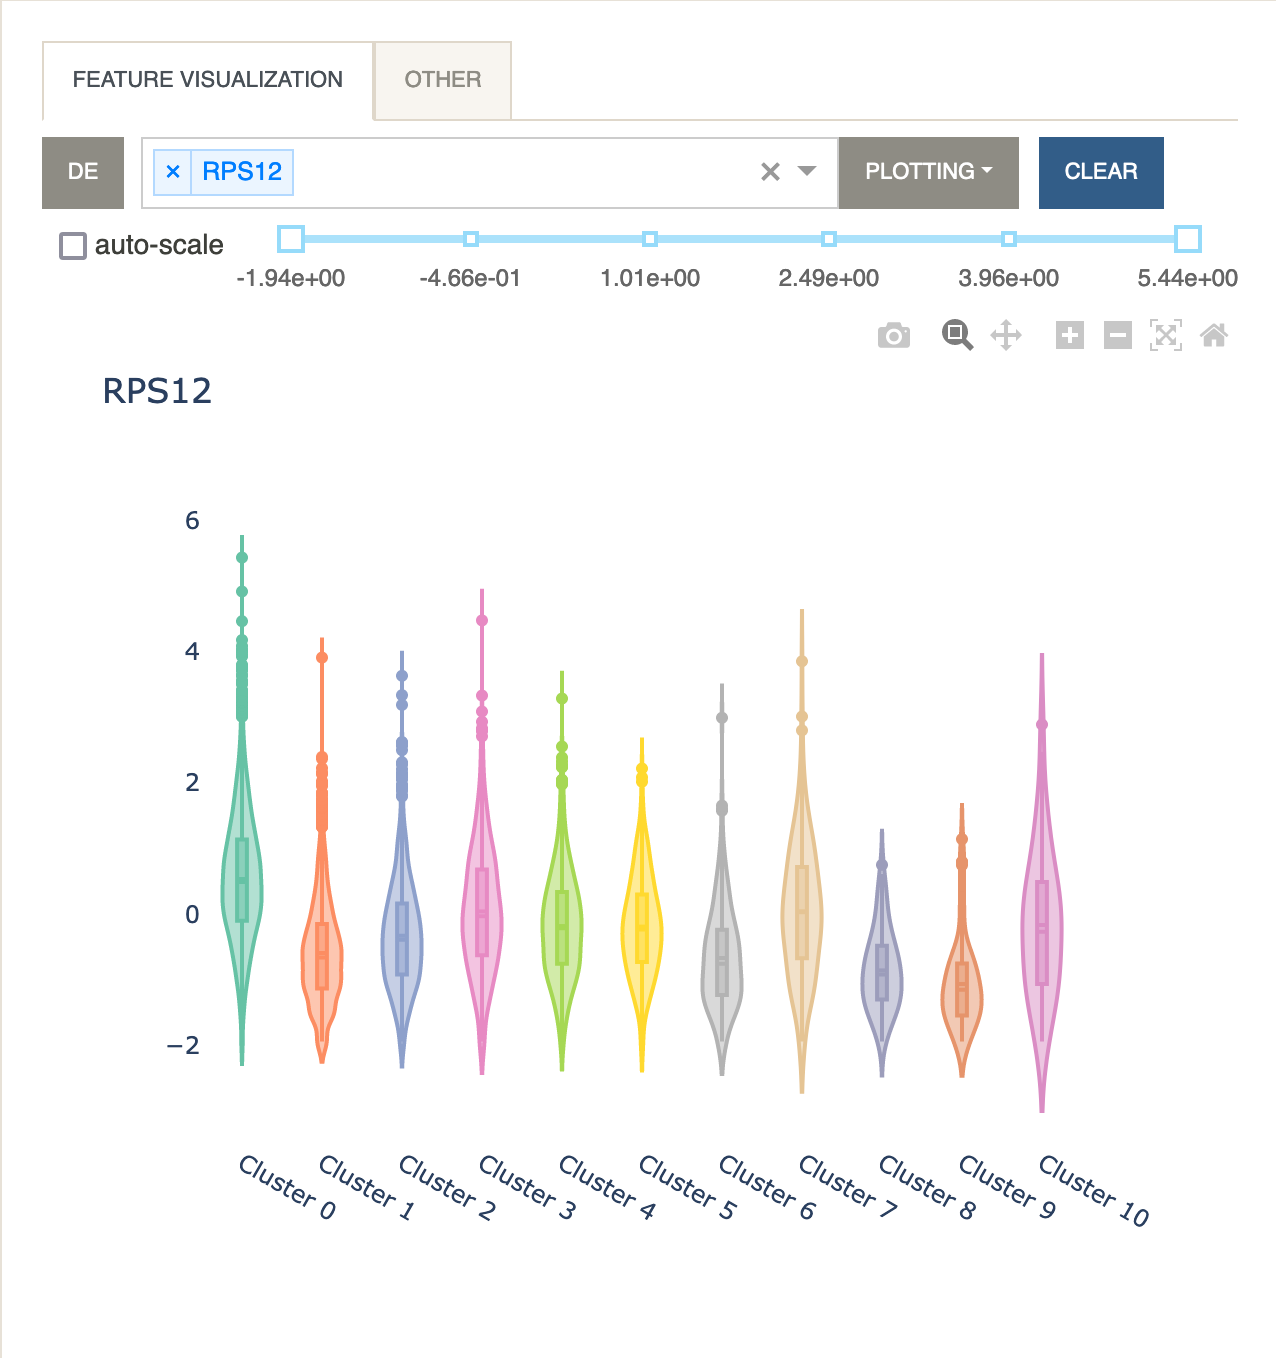 FEATURE VISUALIZATION OTHER
DE × RPS12 × PLOTTING CLEAR
auto-scale
-1.94e+00 -4.66e-01 1.01e+00 2.49e+00 3.96e+00 5.44e+00
RPS12
6
4
2
0
−2
Cluster 0 Cluster 1 Cluster 2 Cluster 3 Cluster 4 Cluster 5 Cluster 6 Cluster 7 Cluster 8 Cluster 9 Cluster 10